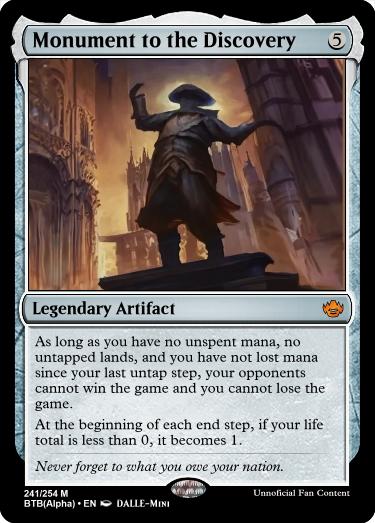 Monument to the Discovery 5
Legendary Artifact
As long as you have no unspent mana, no
untapped lands, and you have not lost mana
since your last untap step, your opponents
cannot win the game and you cannot lose the
game.
At the beginning of each end step, if your life
total is less than 0, it becomes 1.
Never forget to what you owe your nation.
241/254 M
BTB(Alpha) • EN DALLE-Mini
Unofficial Fan Content